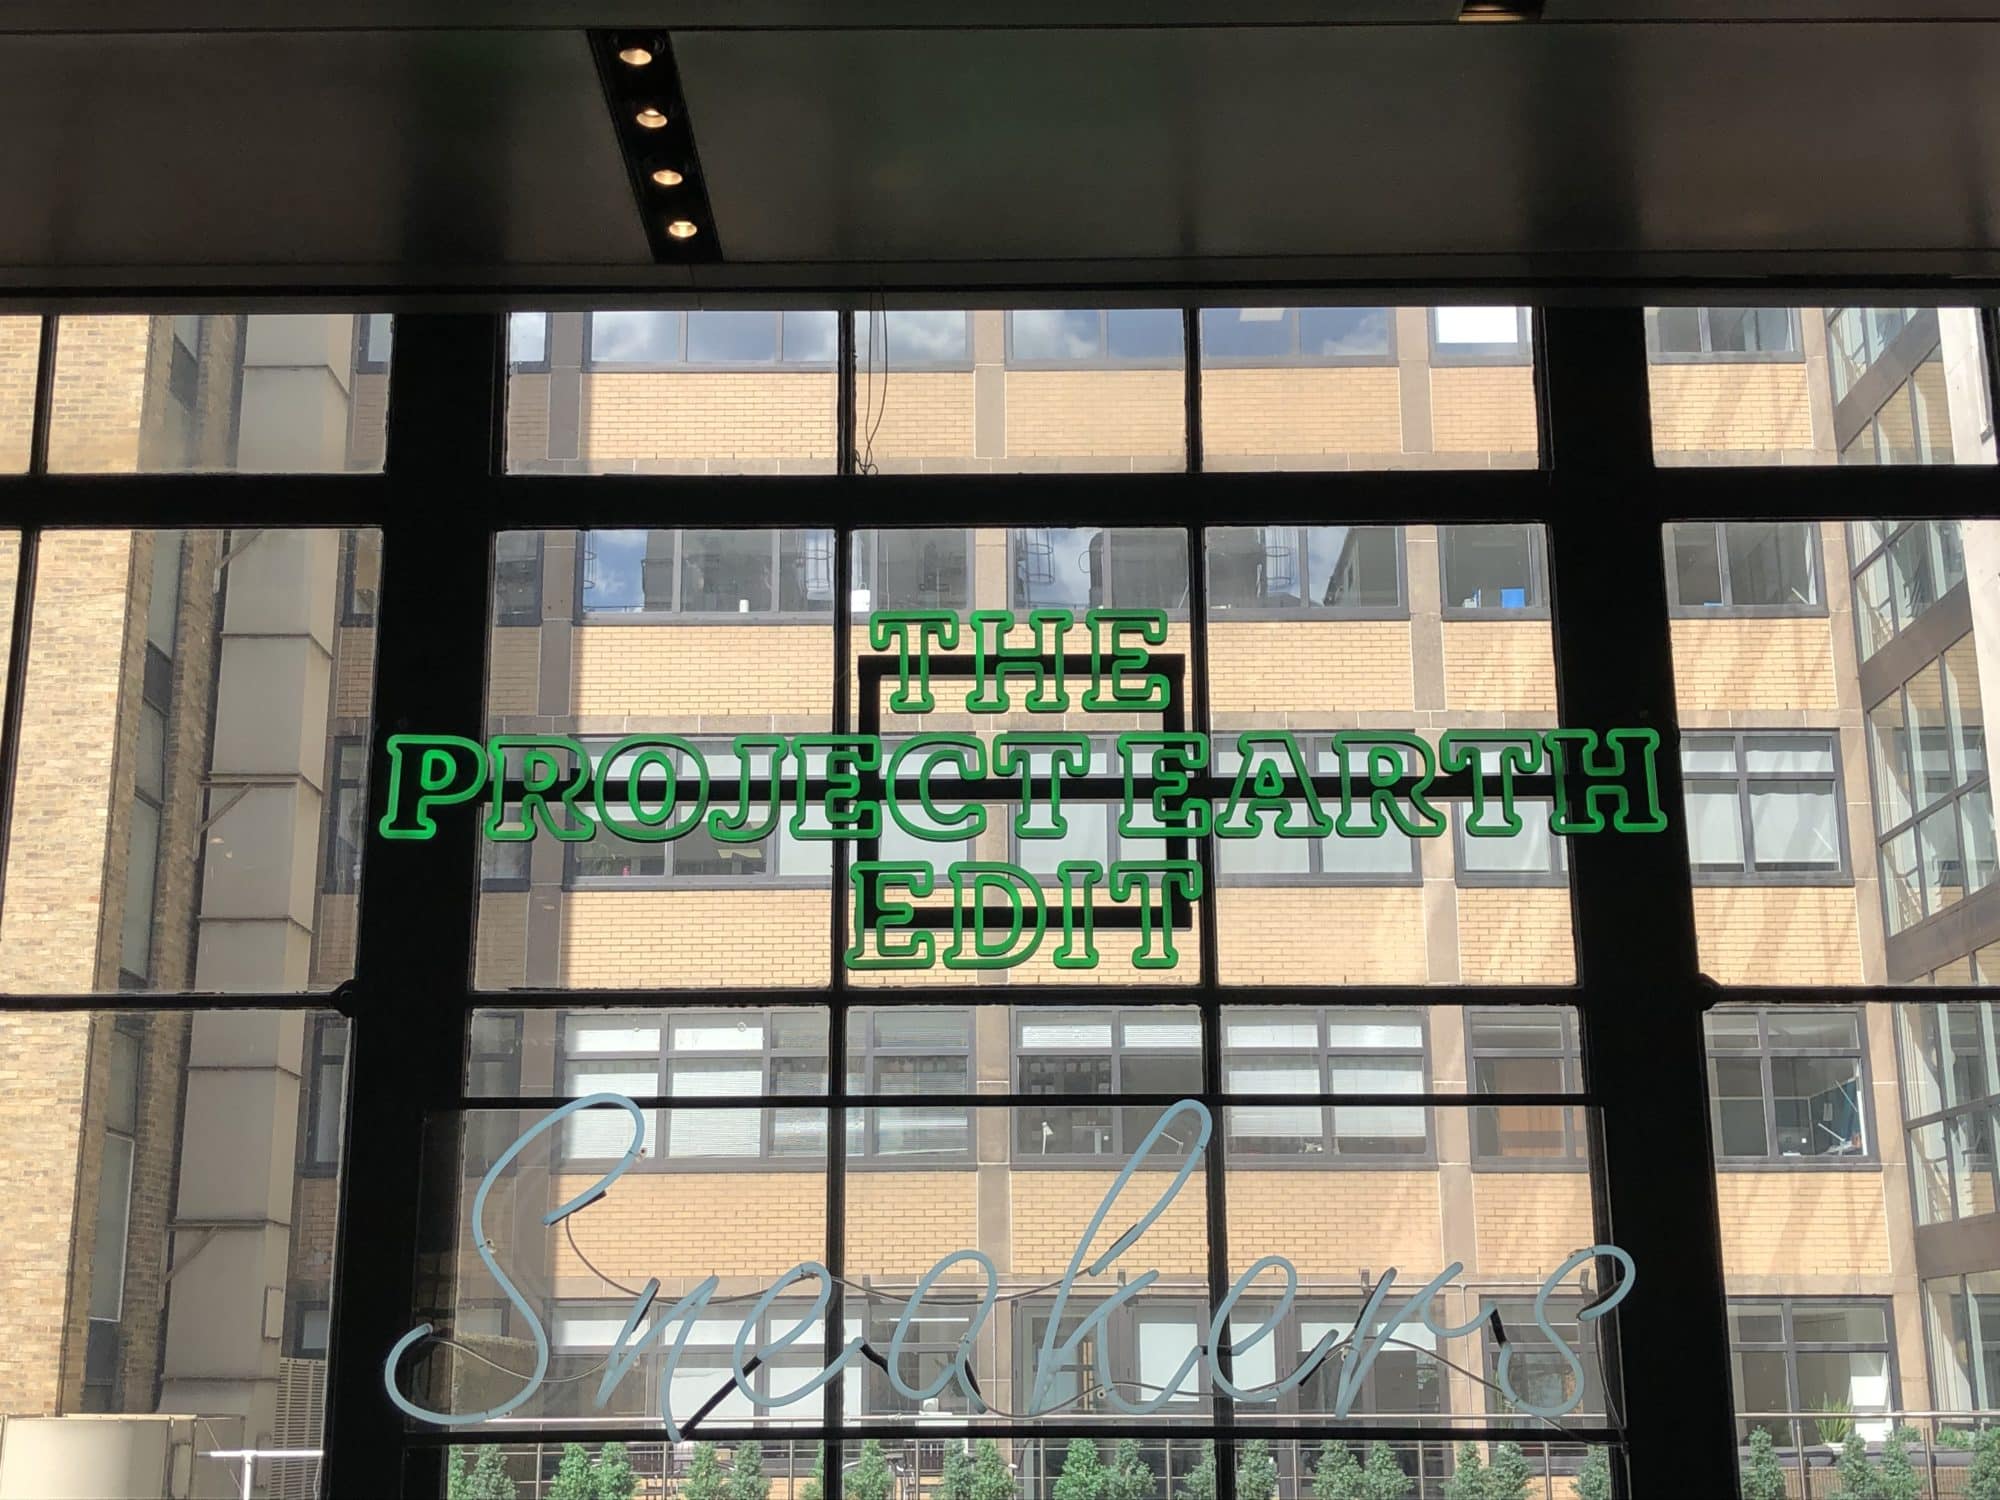 THE
PROJECT EARTH
EDIT
Sneakers